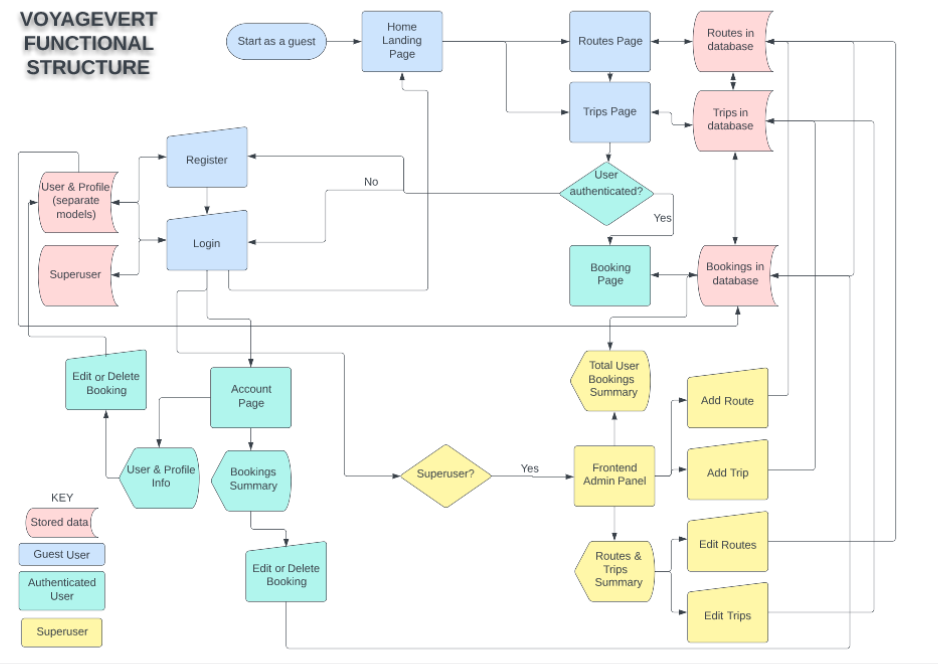 VOYAGEVERT
FUNCTIONAL
STRUCTURE
Start as a guest
Home
Landing
Page
Routes Page
Routes in
database
Trips Page
Trips in
database
Register
User & Profile
(separate
models)
No
User
authenticated?
Yes
Login
Superuser
Booking
Page
Bookings in
database
Edit or Delete
Booking
Account
Page
Total User
Bookings
Summary
Add Route
User & Profile
Info
Bookings
Summary
Superuser?
Yes
Frontend
Admin Panel
Add Trip
KEY
Stored data
Guest User
Authenticated
User
Superuser
Edit or Delete
Booking
Routes &
Trips
Summary
Edit Routes
Edit Trips